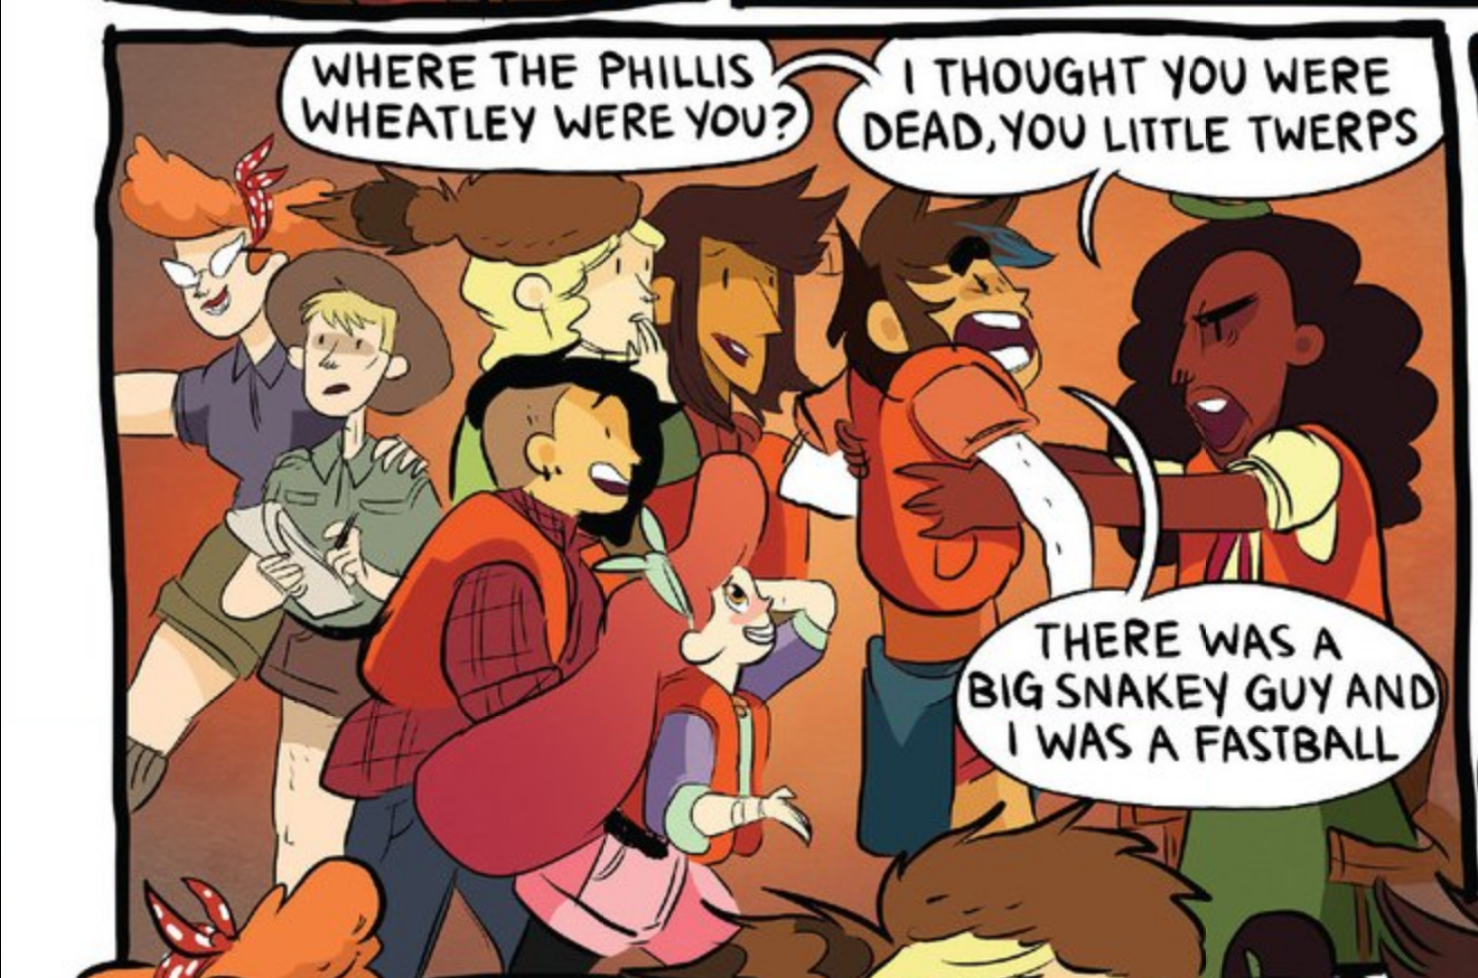 WHERE THE PHILLIS
WHEATLEY WERE YOU?
I THOUGHT YOU WERE
DEAD, YOU LITTLE TWERPS
THERE WAS A
BIG SNAKEY GUY AND
I WAS A FASTBALL